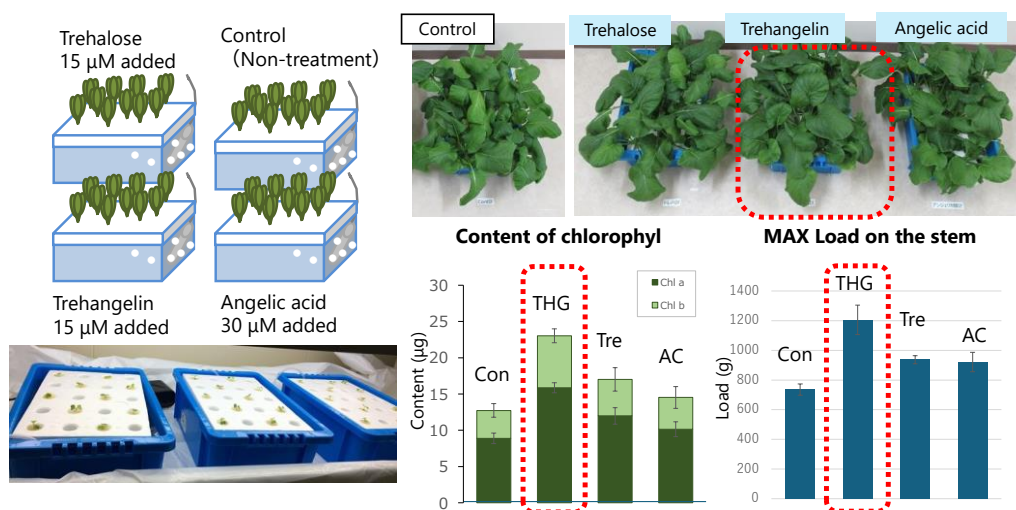 Trehalose
15 μM added
Control
（Non-treatment）
Trehangelin
15 μM added
Angelic acid
30 μM added
Control
Trehalose
Trehangelin
Angelic acid
Content of chlorophyl
Content (μg)
30
25
20
15
10
5
0
Chl a
Chl b
Con
THG
Tre
AC
MAX Load on the stem
Load (g)
1400
1200
1000
800
600
400
200
0
Con
THG
Tre
AC